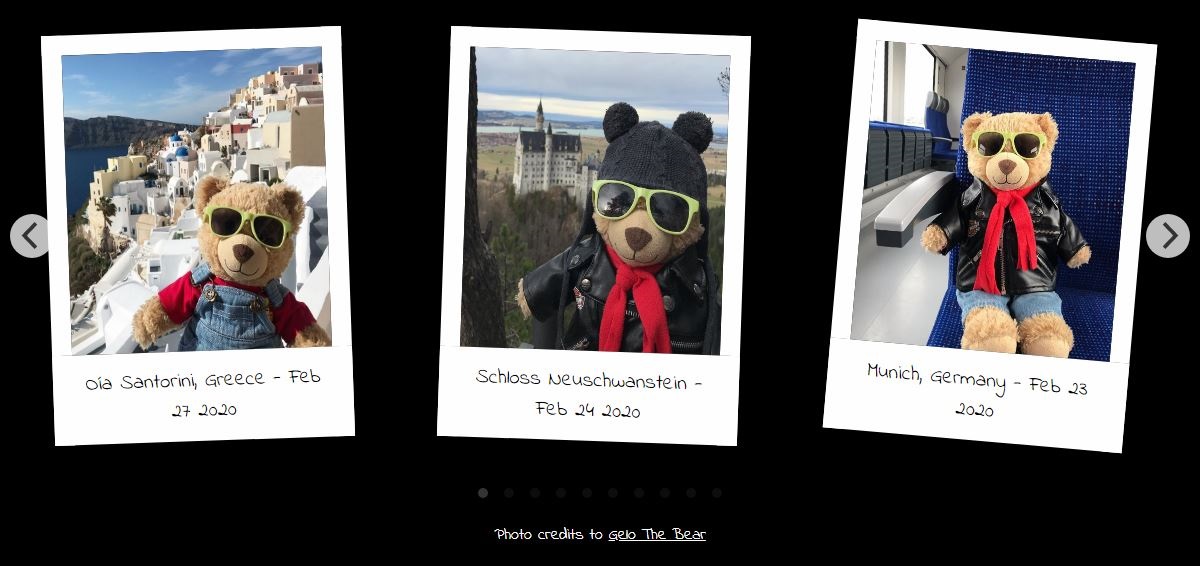 Oía Santorini, Greece - Feb
27 2020
Schloss Neuschwanstein -
Feb 24 2020
Munich, Germany - Feb 23
2020
Photo credits to Gelo The Bear